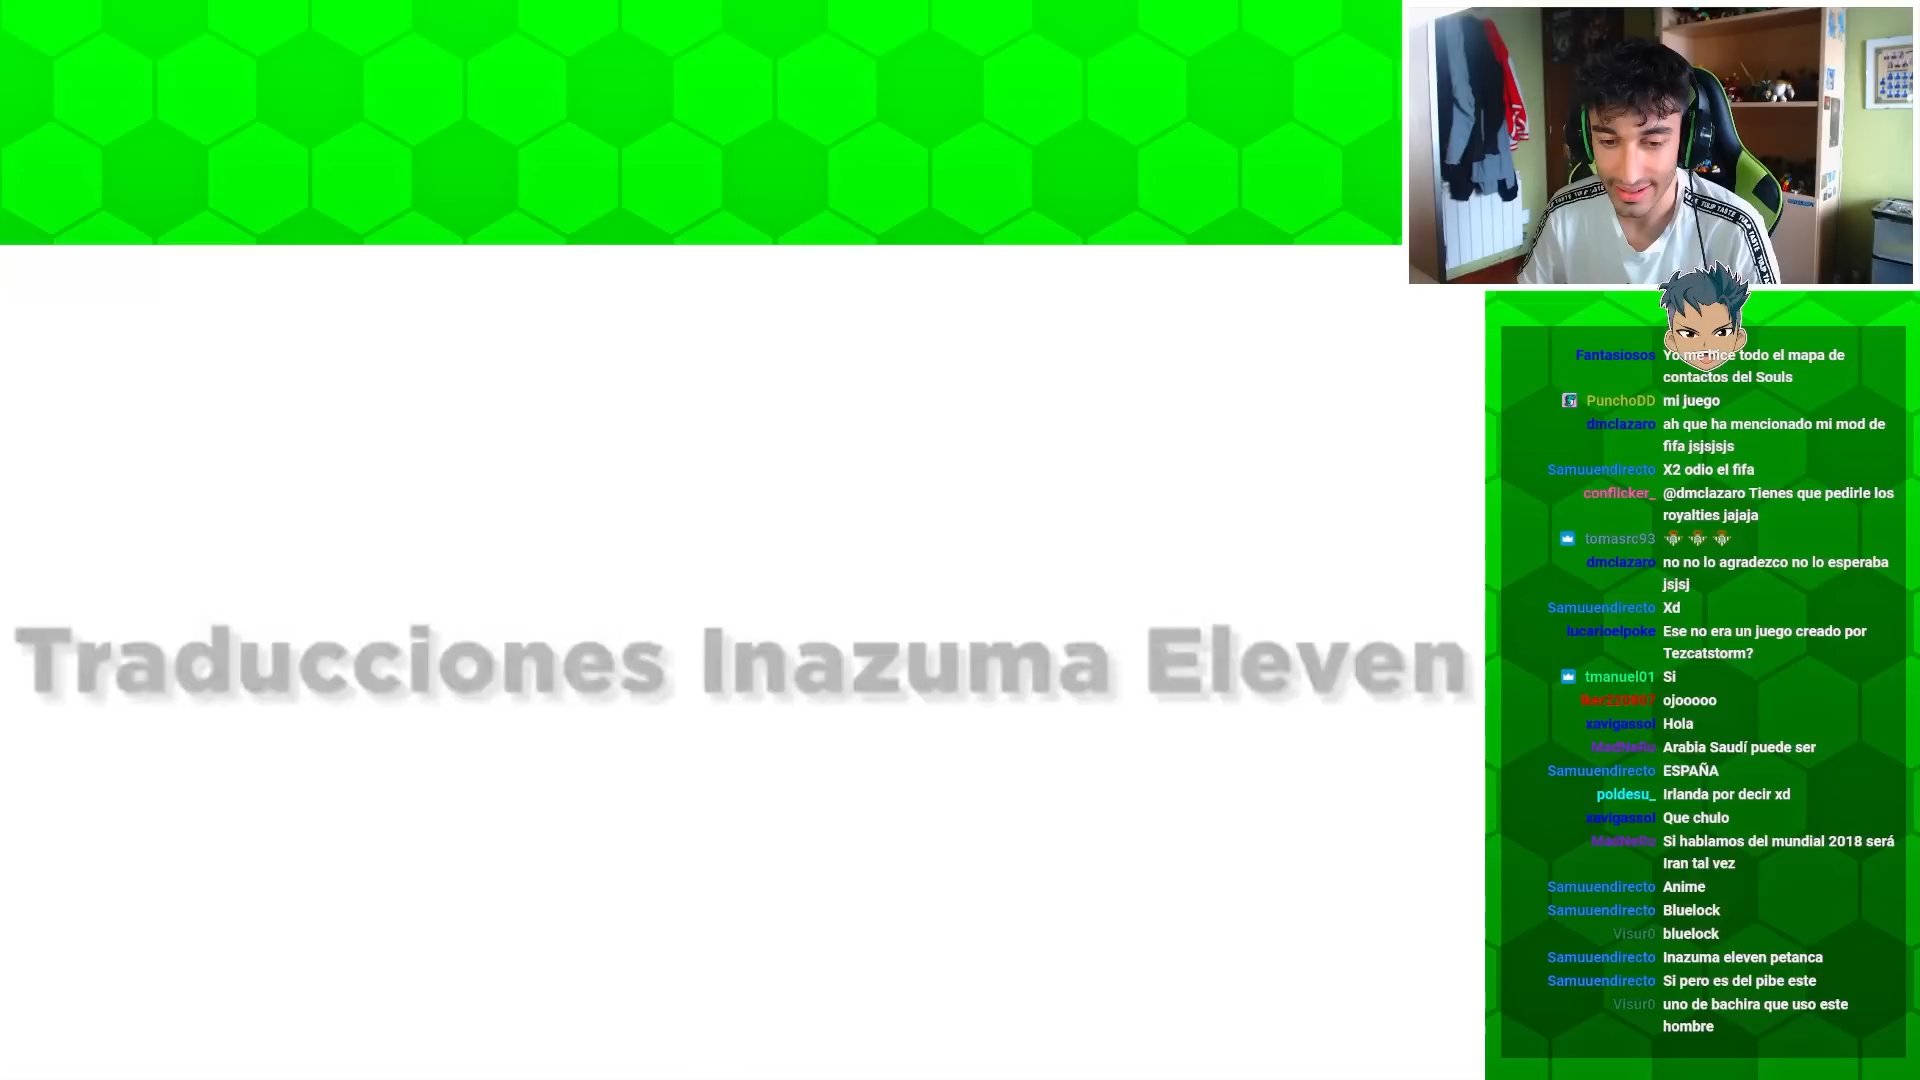 Traducciones Inazuma Eleven
TULIP TASTE
Fantasiosos Yo me hice todo el mapa de
contactos del Souls
PunchoDD mi juego
dmclazaro ah que ha mencionado mi mod de
fifa jsjsjsjs
Samuuendirecto X2 odio el fifa
conflicker_ @dmclazaro Tienes que pedirle los
royalties jajaja
tomasrc93
dmclazaro no no lo agradezco no lo esperaba
jsjsj
Samuuendirecto Xd
lucarioelpoke Ese no era un juego creado por
Tezcatstorm?
tmanuel01 Si
ojooooo
xavigassol Hola
MadNeRu Arabia Saudí puede ser
Samuuendirecto ESPAÑA
poldesu_ Irlanda por decir xd
xavigassol Que chulo
MadNeRu Si hablamos del mundial 2018 será
Iran tal vez
Samuuendirecto Anime
Samuuendirecto Bluelock
Visur0 bluelock
Samuuendirecto Inazuma eleven petanca
Samuuendirecto Si pero es del pibe este
Visur0 uno de bachira que uso este
hombre